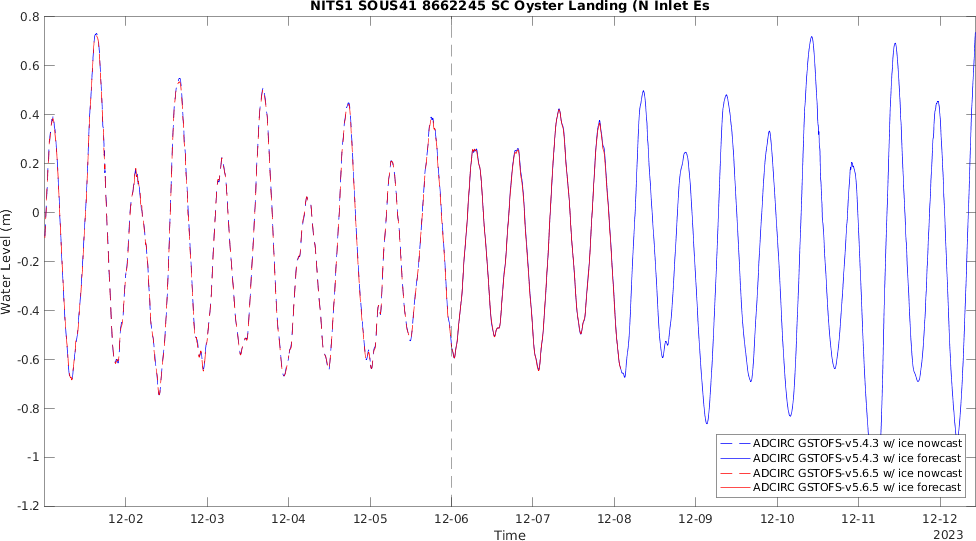 NITS1 SOUS41 8662245 SC Oyster Landing (N Inlet Es
Water Level (m)
0.8
0.6
0.4
0.2
0
-0.2
-0.4
-0.6
-0.8
-1
-1.2
ADCIRC GSTOFS-v5.4.3 w/ ice nowcast
ADCIRC GSTOFS-v5.4.3 w/ ice forecast
ADCIRC GSTOFS-v5.6.5 w/ ice nowcast
ADCIRC GSTOFS-v5.6.5 w/ ice forecast
12-02 12-03 12-04 12-05 12-06 12-07 12-08 12-09 12-10 12-11 12-12
Time
2023